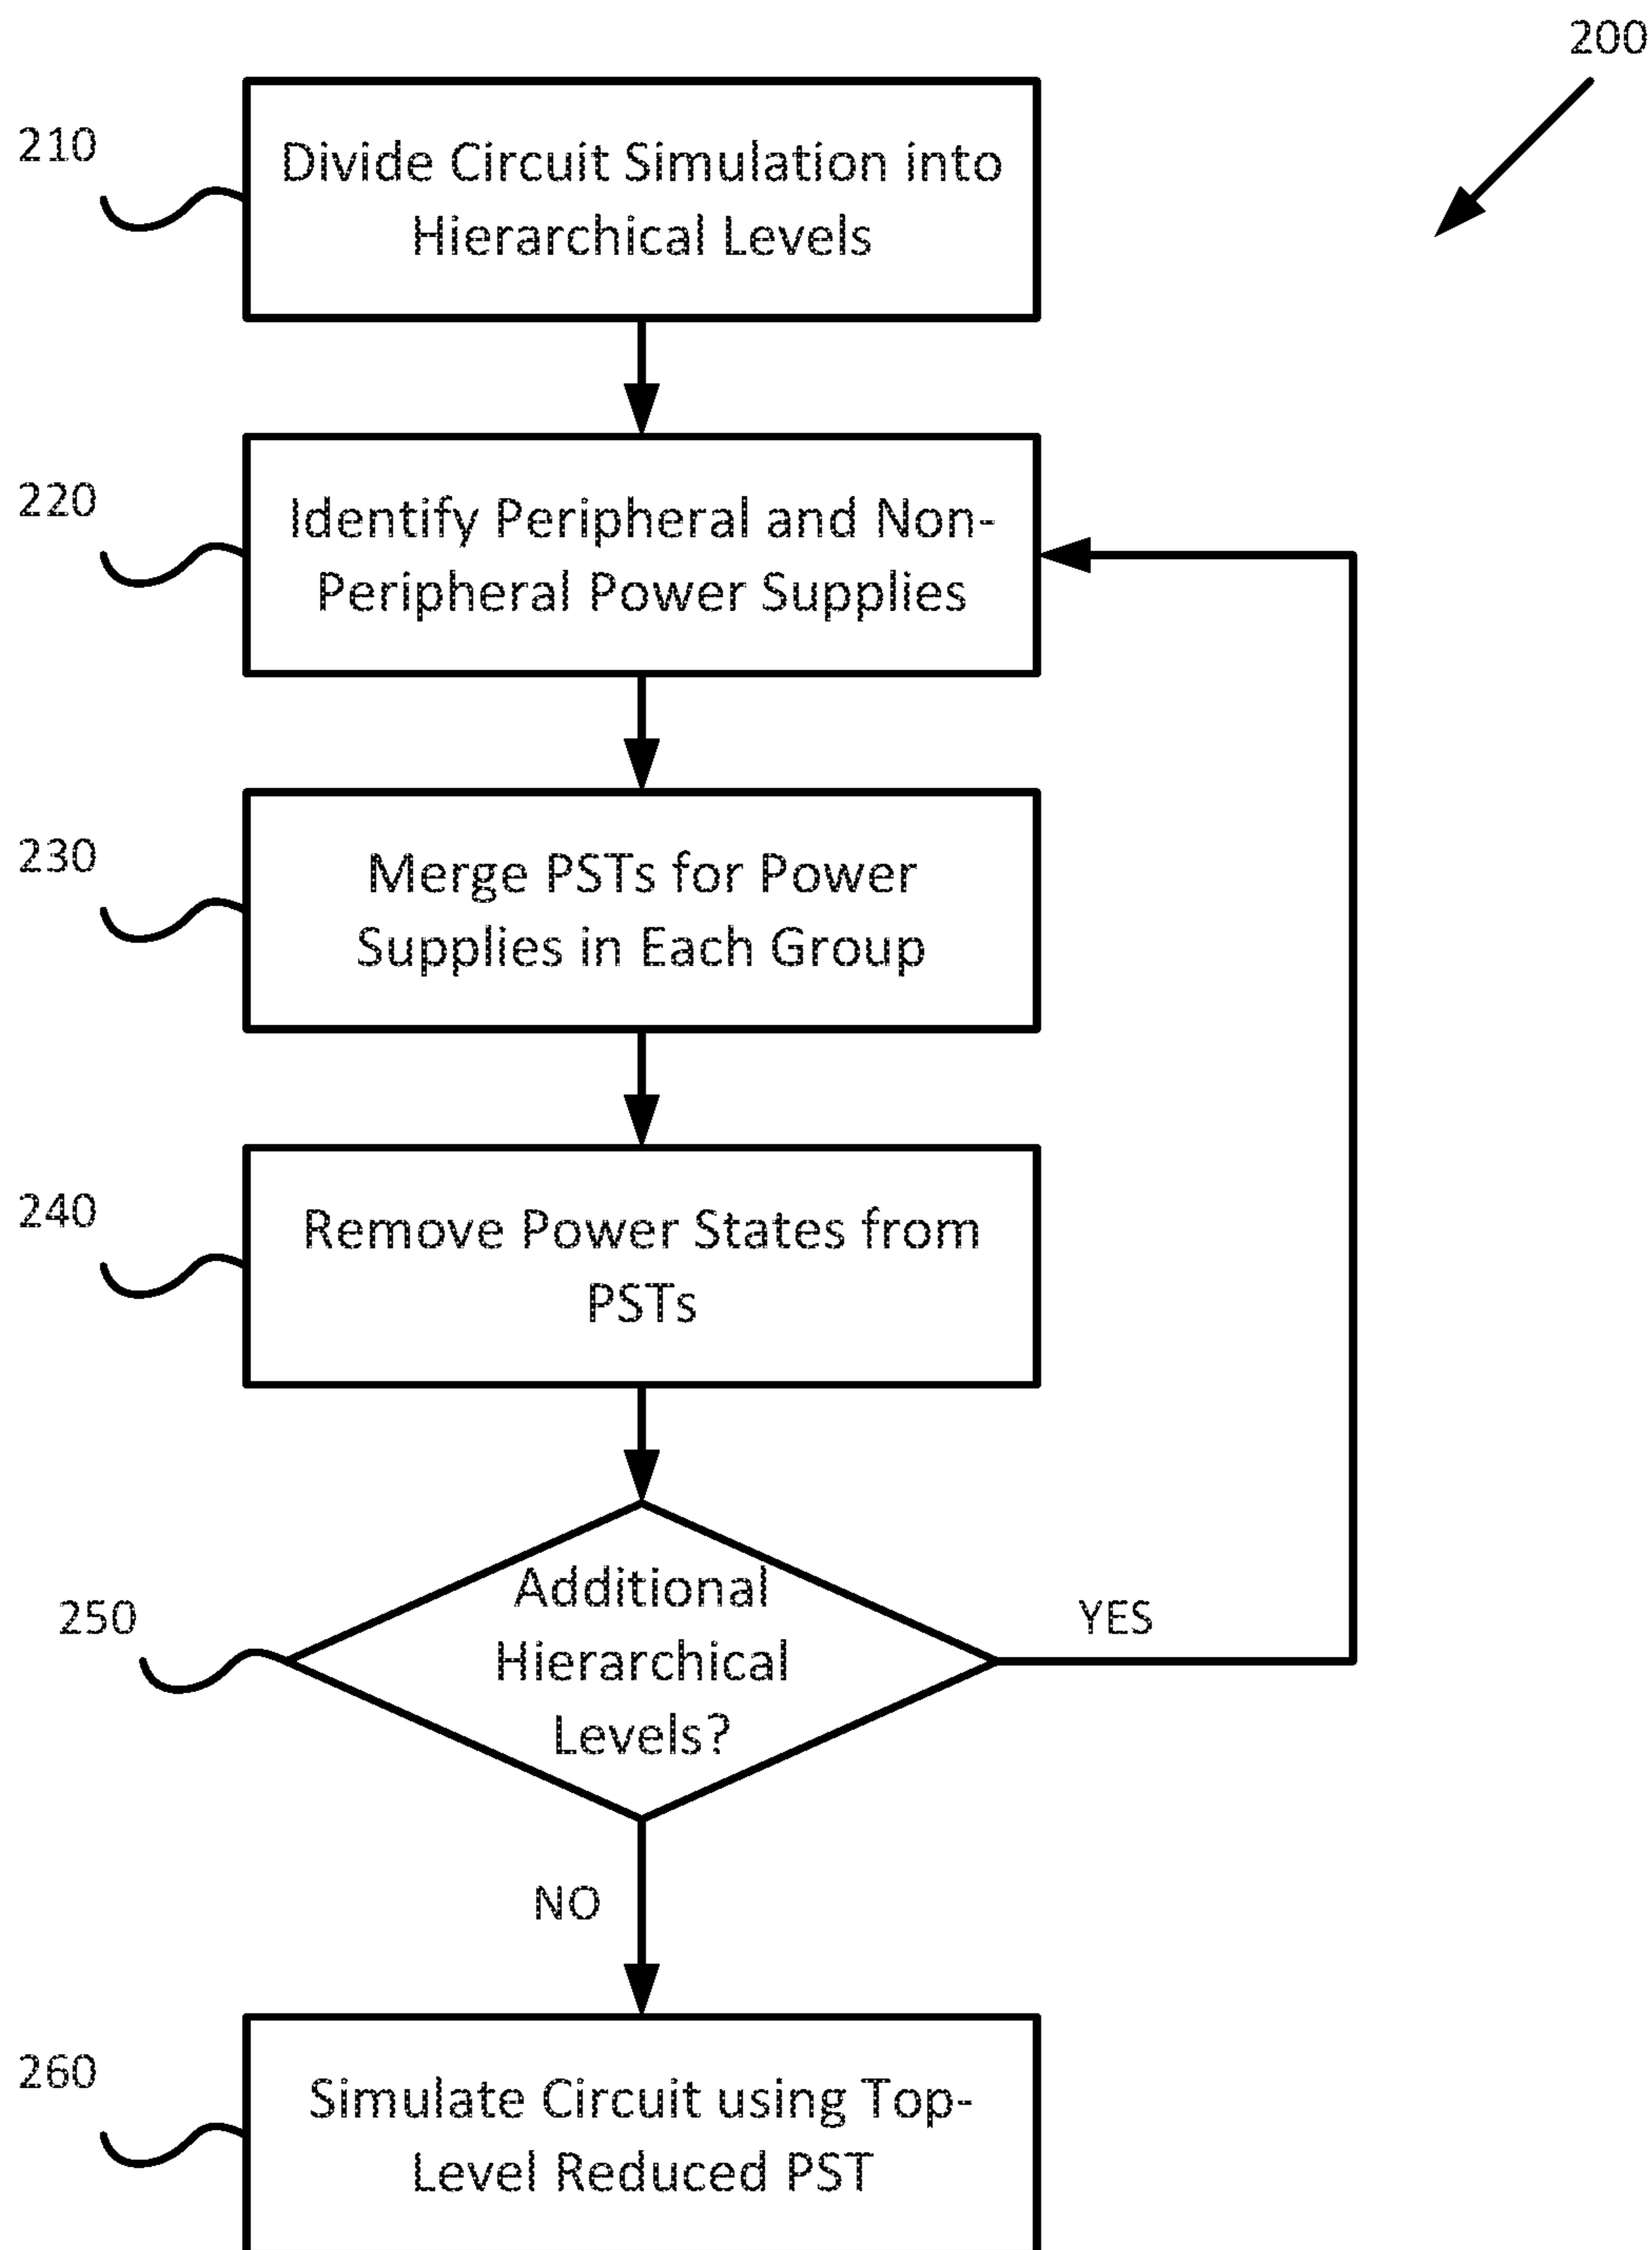 200
210
Divide Circuit Simulation into
Hierarchical Levels
220
Identify Peripheral and Non-
Peripheral Power Supplies
230
Merge PSTs for Power
Supplies in Each Group
240
Remove Power States from
PSTs
250
Additional
Hierarchical
Levels?
YES
NO
260
Simulate Circuit using Top-
Level Reduced PST